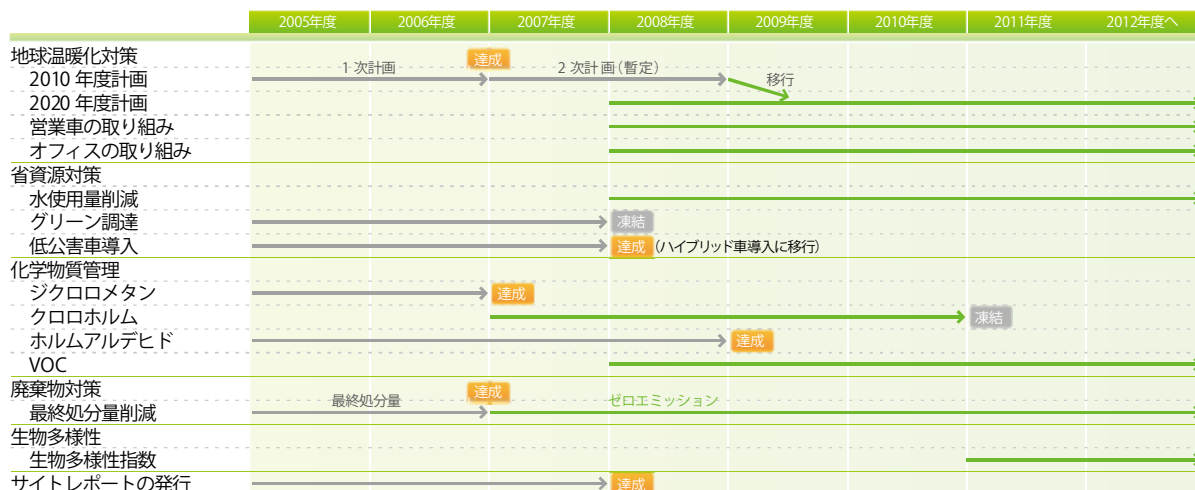 2005年度 2006年度 2007年度 2008年度 2009年度 2010年度 2011年度 2012年度へ
地球温暖化対策 達成
2010 年度計画 1 次計画 2 次計画(暫定) 移行
2020 年度計画
営業車の取り組み
オフィスの取り組み
省資源対策
水使用量削減
グリーン調達 凍結
低公害車導入 達成 (ハイブリッド車導入に移行)
化学物質管理
ジクロロメタン 達成
クロロホルム 凍結
ホルムアルデヒド 達成
VOC
廃棄物対策 達成
最終処分量削減 最終処分量 ゼロエミッション
生物多様性
生物多様性指数
サイトレポートの発行 達成